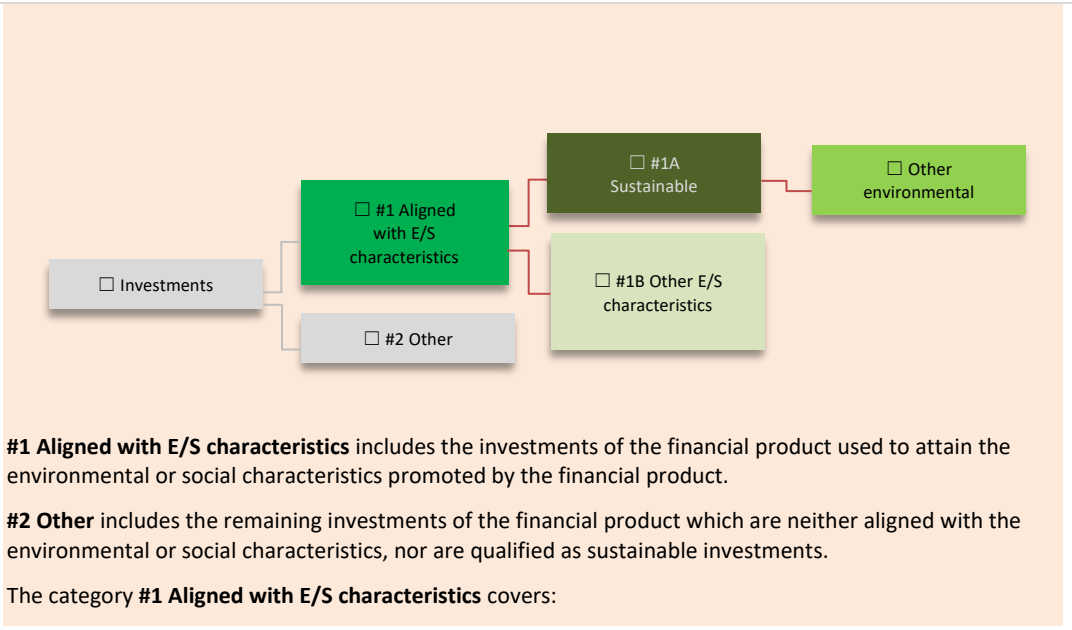 ☐ #1A
Sustainable
☐ Other
environmental
☐ #1 Aligned
with E/S
characteristics
☐ Investments
☐ #1B Other E/S
characteristics
☐ #2 Other
#1 Aligned with E/S characteristics includes the investments of the financial product used to attain the
environmental or social characteristics promoted by the financial product.
#2 Other includes the remaining investments of the financial product which are neither aligned with the
environmental or social characteristics, nor are qualified as sustainable investments.
The category #1 Aligned with E/S characteristics covers: